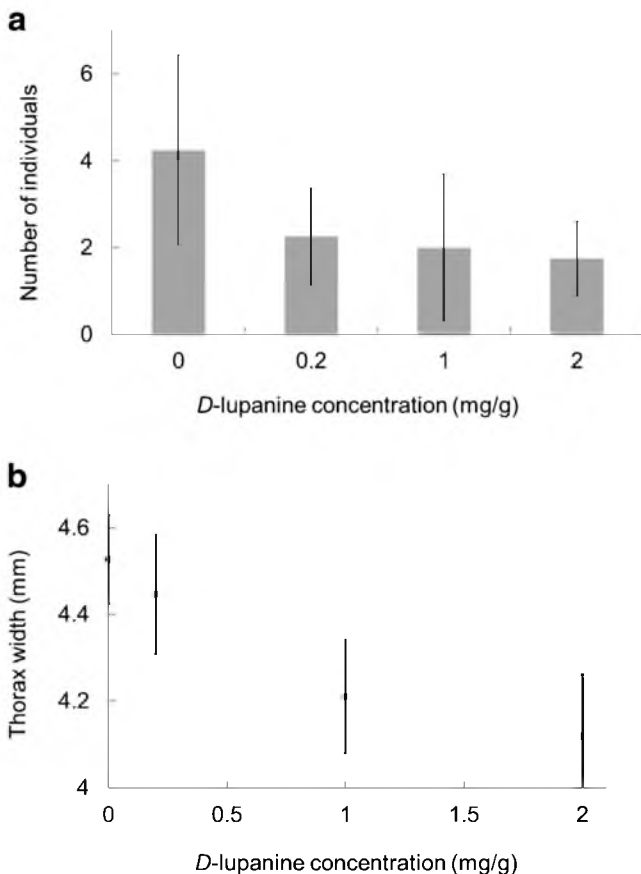 a
Number of individuals
6
4
2
0
0 0.2 1 2
D-lupanine concentration (mg/g)
b
Thorax width (mm)
4.6
4.4
4.2
4
0 0.5 1 1.5 2
D-lupanine concentration (mg/g)